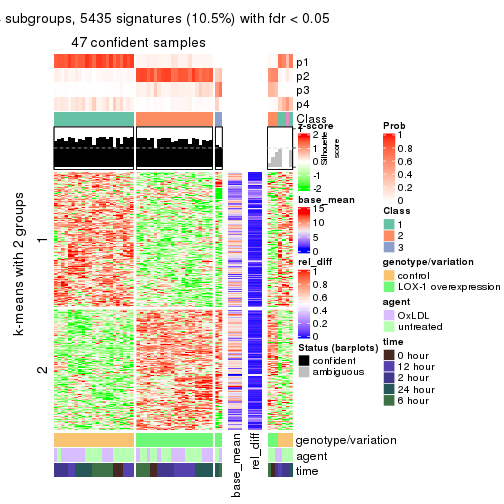 subgroups, 5435 signatures (10.5%) with fdr < 0.05
47 confident samples
p1
p2
p3
p4
Class
z-score
2
1
0
-1
-2
Silhouette
score
base_mean
15
10
5
0
rel_diff
1
0.8
0.6
0.4
0.2
0
Status (barplots)
confident
ambiguous
Prob
1
0.8
0.6
0.4
0.2
0
Class
1
2
3
genotype/variation
control
LOX-1 overexpression
agent
OxLDL
untreated
time
0 hour
12 hour
2 hour
24 hour
6 hour
k-means with 2 groups
1
2
genotype/variation
agent
time
base_mean
rel_diff